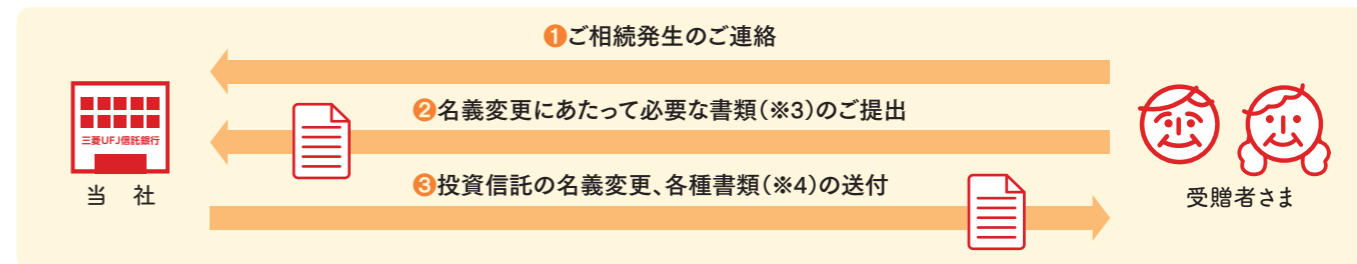 ❶ご相続発生のご連絡
❷名義変更にあたって必要な書類(※3)のご提出
三菱UFJ信託銀行
❸投資信託の名義変更、各種書類(※4)の送付
当 社
受贈者さま